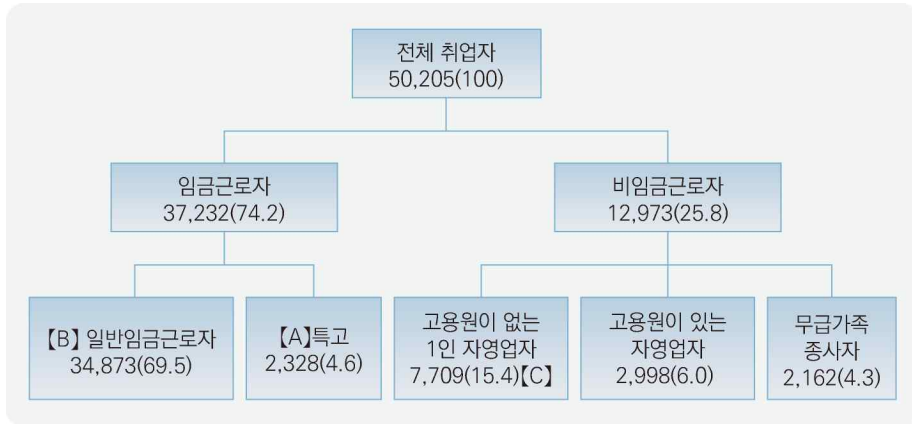 전체 취업자
50,205(100)
임금근로자
37,232(74.2)
비임금근로자
12,973(25.8)
【B】 일반임금근로자
34,873(69.5)
【A】특고
2,328(4.6)
고용원이 없는
1인 자영업자
7,709(15.4)【C】
고용원이 있는
자영업자
2,998(6.0)
무급가족
종사자
2,162(4.3)